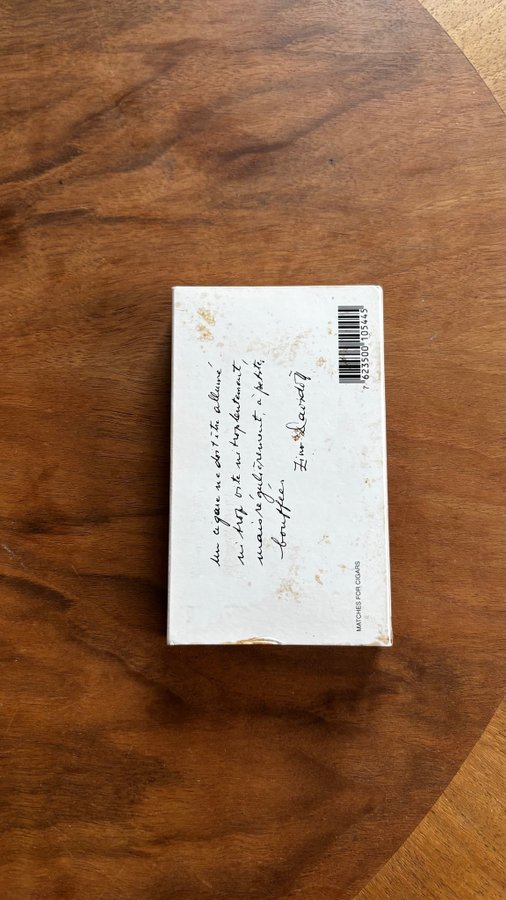 un cigare ne doit être allumé
ni trop vite ni trop lentement,
mais régulièrement, à petites
bouffées
Zino Davidoff
MATCHES FOR CIGARS
7 623500 105445